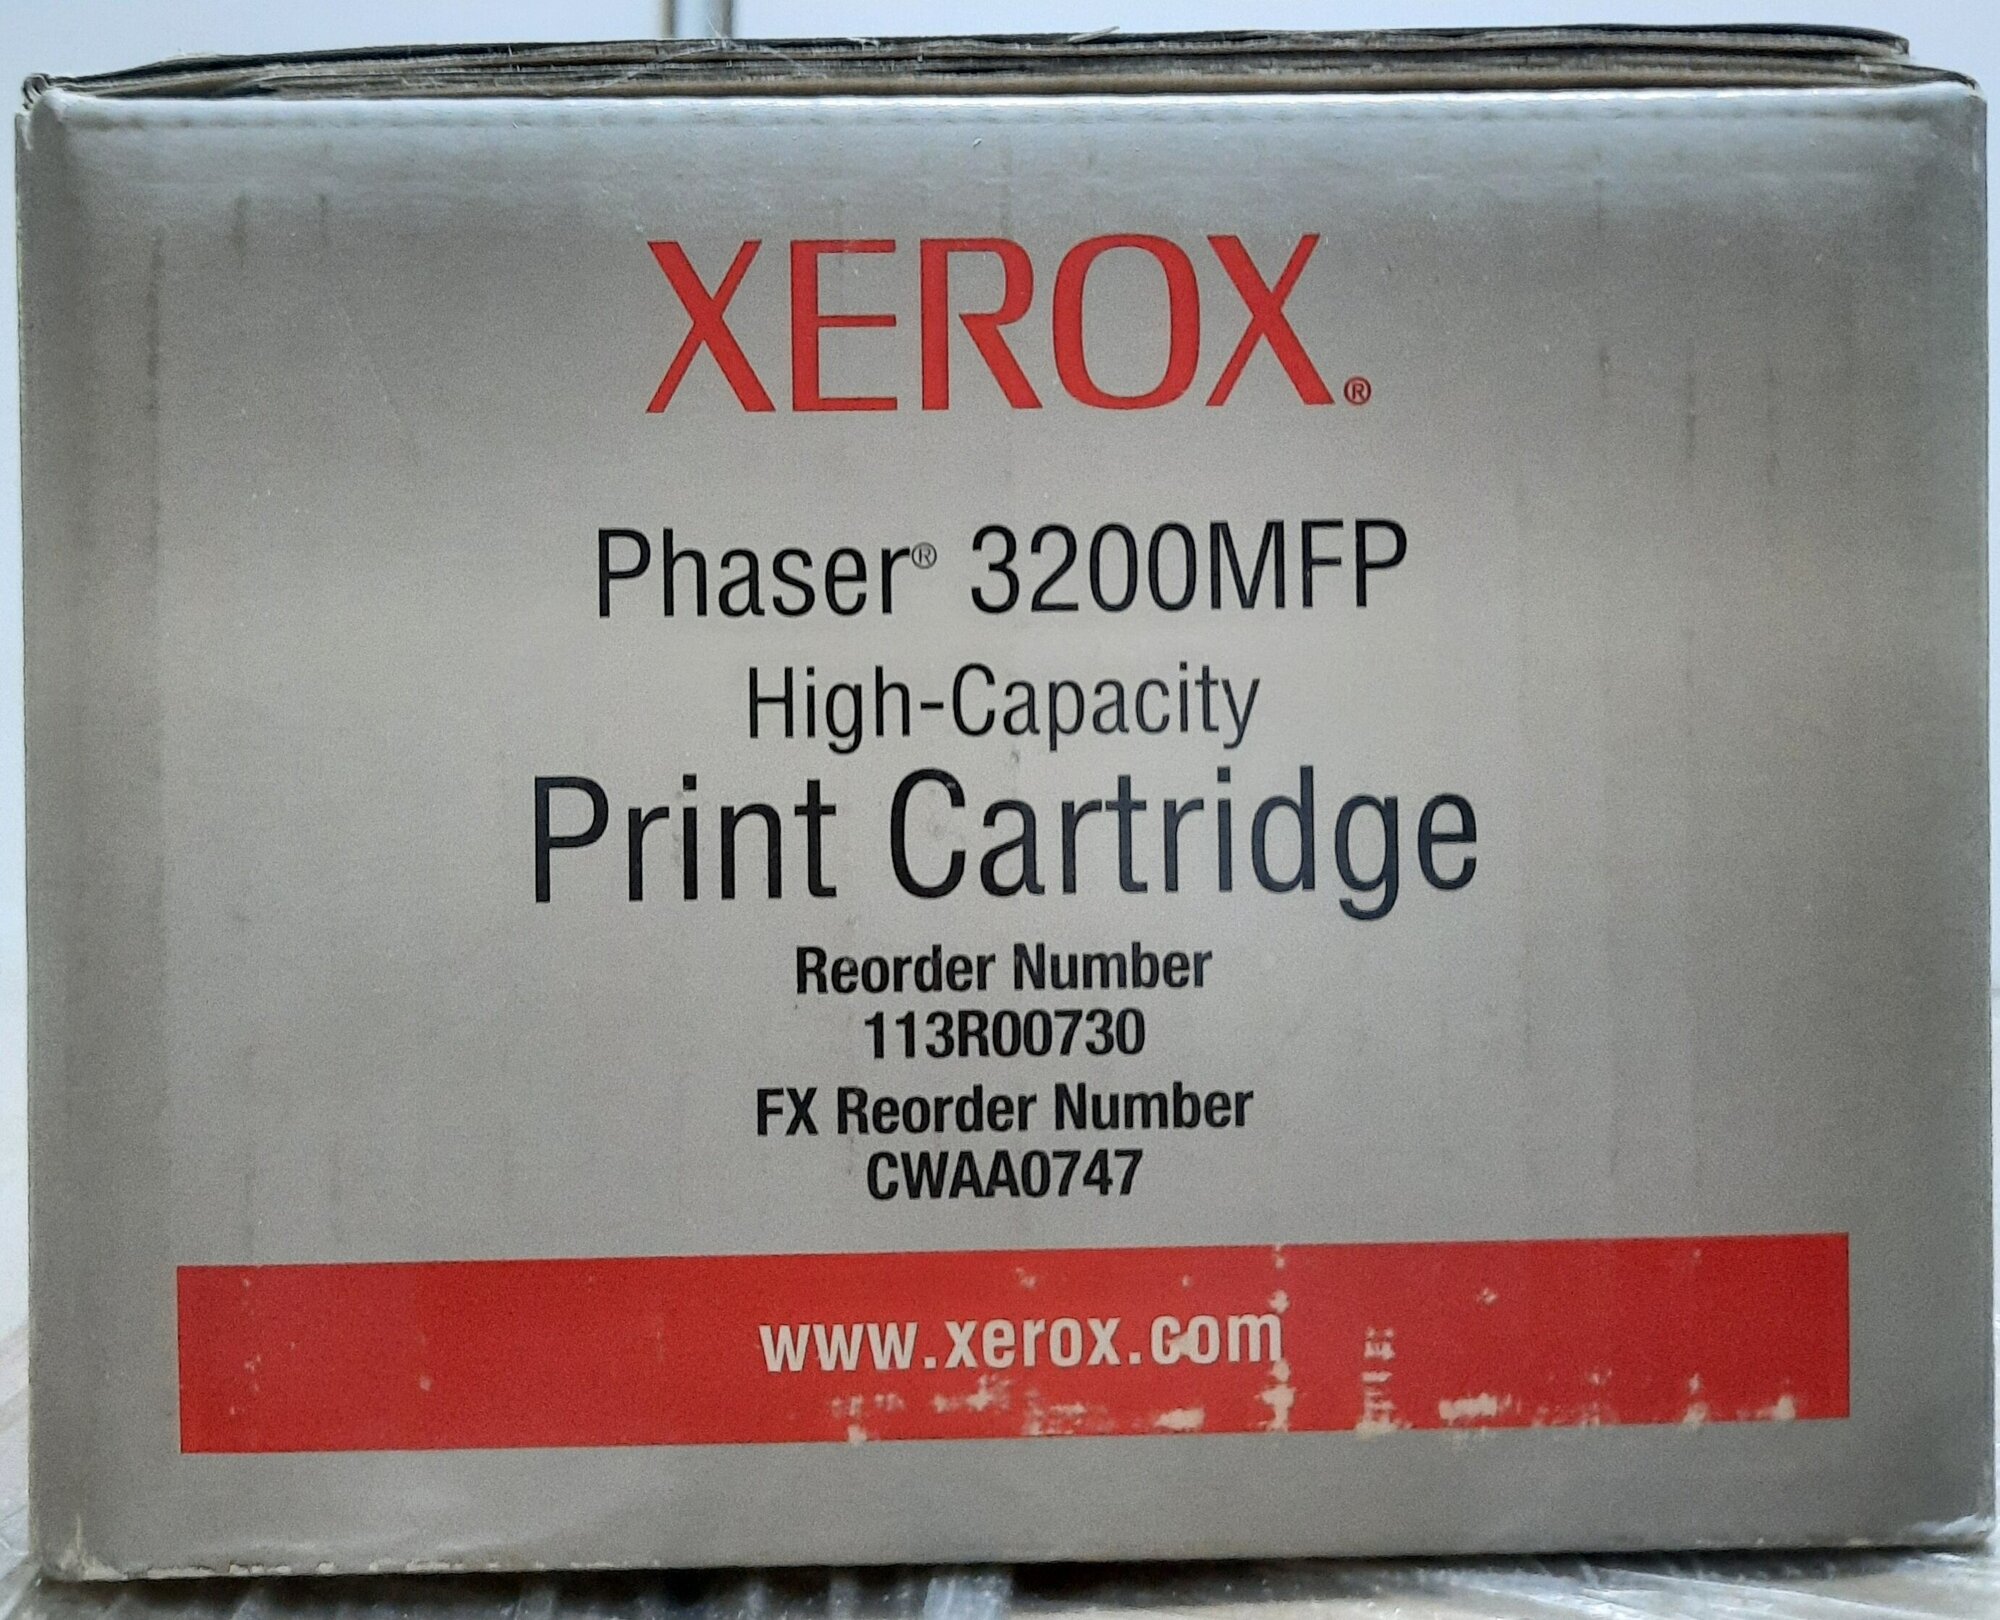 XEROX®
Phaser® 3200MFP
High-Capacity
Print Cartridge
Reorder Number
113R00730
FX Reorder Number
CWAA0747
www.xerox.com